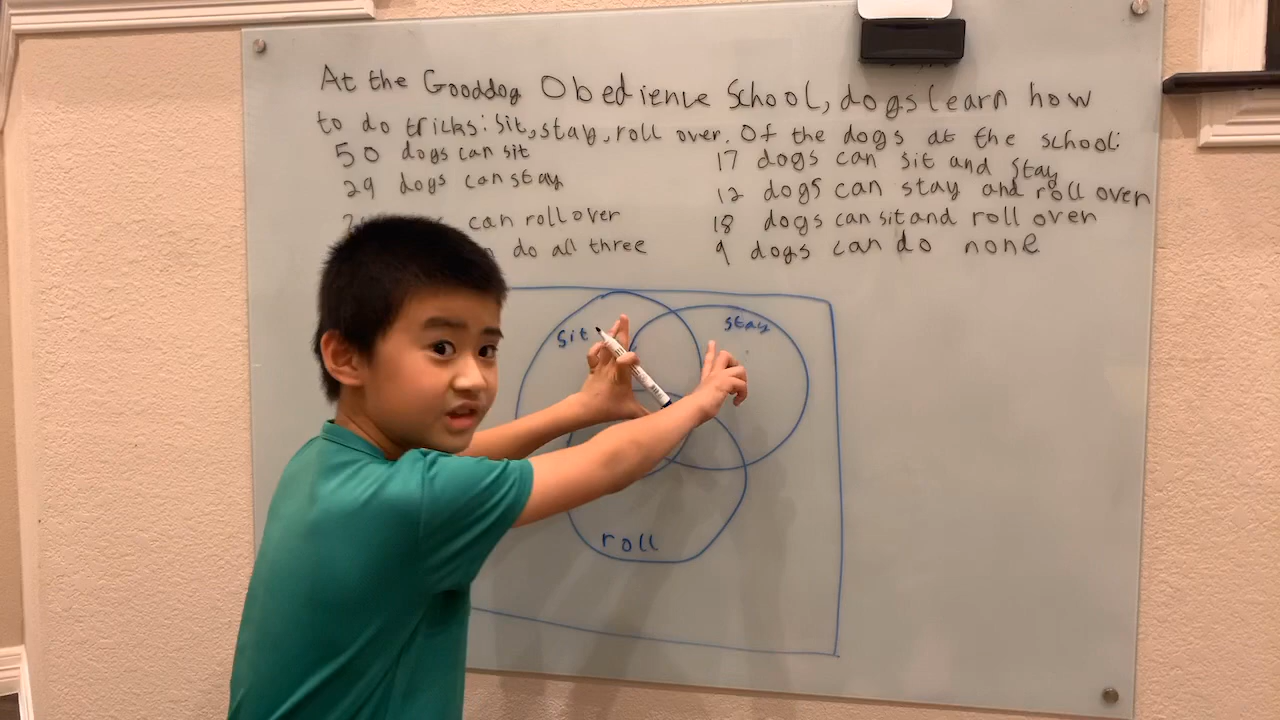 At the Gooddog Obedience School, dogs learn how
to do tricks: sit, stay, roll over. Of the dogs at the school:
50 dogs can sit
29 dogs can stay
can roll over
do all three
17 dogs can sit and stay
12 dogs can stay and roll over
18 dogs can sit and roll over
9 dogs can do none
sit
stay
roll